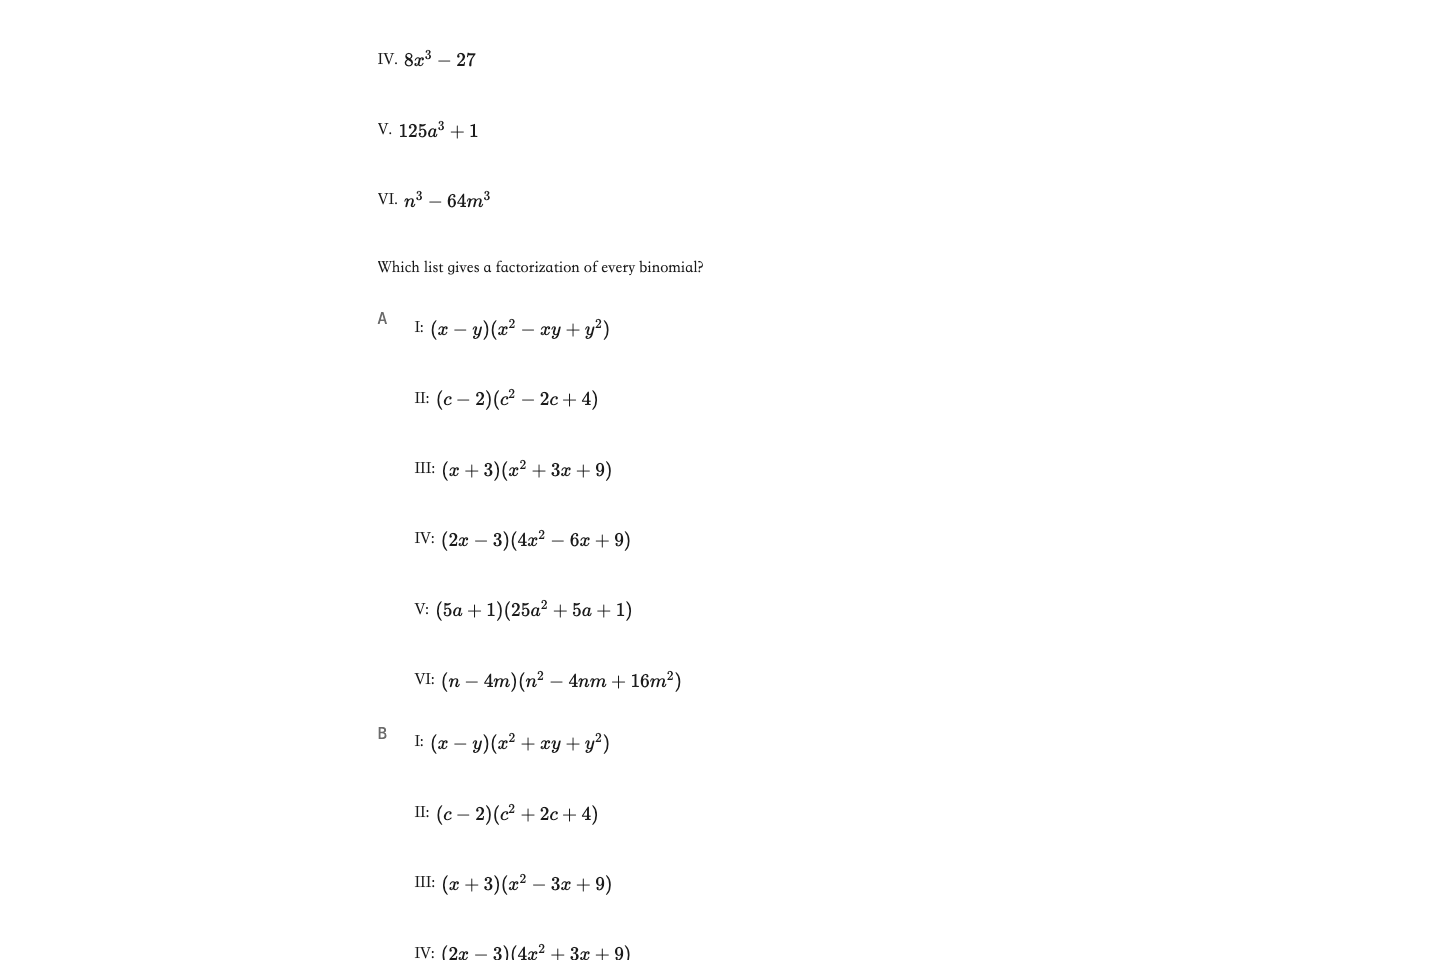 IV. 8x³ − 27
V. 125a³ + 1
VI. n³ − 64m³
Which list gives a factorization of every binomial?
A I: (x − y)(x² − xy + y²)
II: (c − 2)(c² − 2c + 4)
III: (x + 3)(x² + 3x + 9)
IV: (2x − 3)(4x² − 6x + 9)
V: (5a + 1)(25a² + 5a + 1)
VI: (n − 4m)(n² − 4nm + 16m²)
B I: (x − y)(x² + xy + y²)
II: (c − 2)(c² + 2c + 4)
III: (x + 3)(x² − 3x + 9)
IV: (2x − 3)(4x² + 3x + 9)